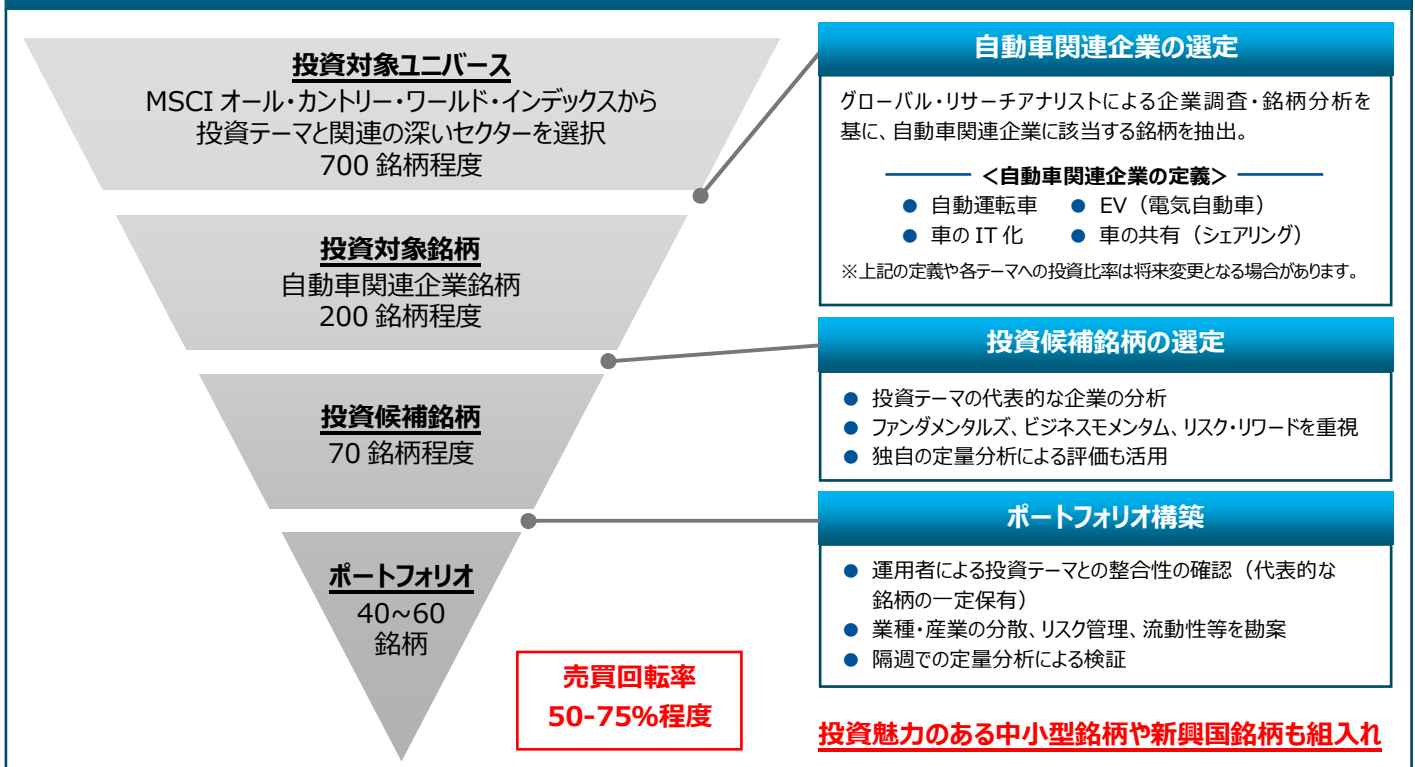 投資対象ユニバース
MSCI オール・カントリー・ワールド・インデックスから
投資テーマと関連の深いセクターを選択
700 銘柄程度
自動車関連企業の選定
グローバル・リサーチアナリストによる企業調査・銘柄分析を
基に、自動車関連企業に該当する銘柄を抽出。
<自動車関連企業の定義>
● 自動運転車 ● EV（電気自動車）
● 車の IT 化 ● 車の共有（シェアリング）
※上記の定義や各テーマへの投資比率は将来変更となる場合があります。
投資対象銘柄
自動車関連企業銘柄
200 銘柄程度
投資候補銘柄の選定
● 投資テーマの代表的な企業の分析
● ファンダメンタルズ、ビジネスモメンタム、リスク・リワードを重視
● 独自の定量分析による評価も活用
投資候補銘柄
70 銘柄程度
ポートフォリオ構築
● 運用者による投資テーマとの整合性の確認（代表的な
銘柄の一定保有）
● 業種・産業の分散、リスク管理、流動性等を勘案
● 隔週での定量分析による検証
ポートフォリオ
40~60
銘柄
売買回転率
50-75%程度
投資魅力のある中小型銘柄や新興国銘柄も組入れ